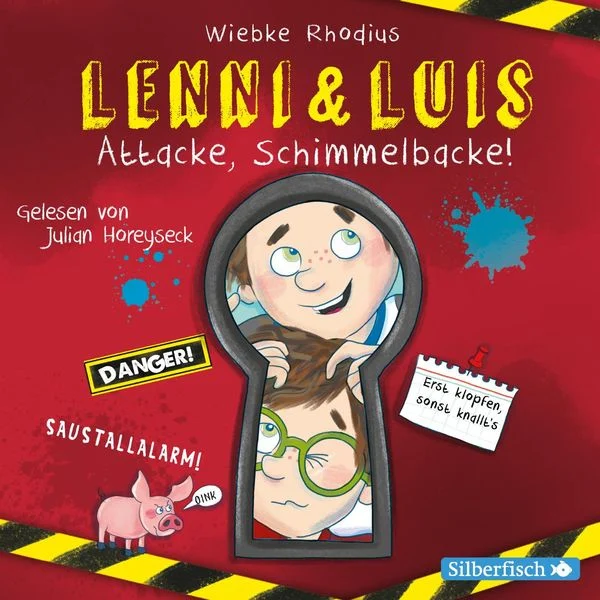 Wiebke Rhodius
LENNI & LUIS
Attacke, Schimmelbacke!
Gelesen von
Julian Horeyseck
DANGER!
Erst klopfen,
sonst knallt's
SAUSTALLALARM!
OINK
Silberfisch